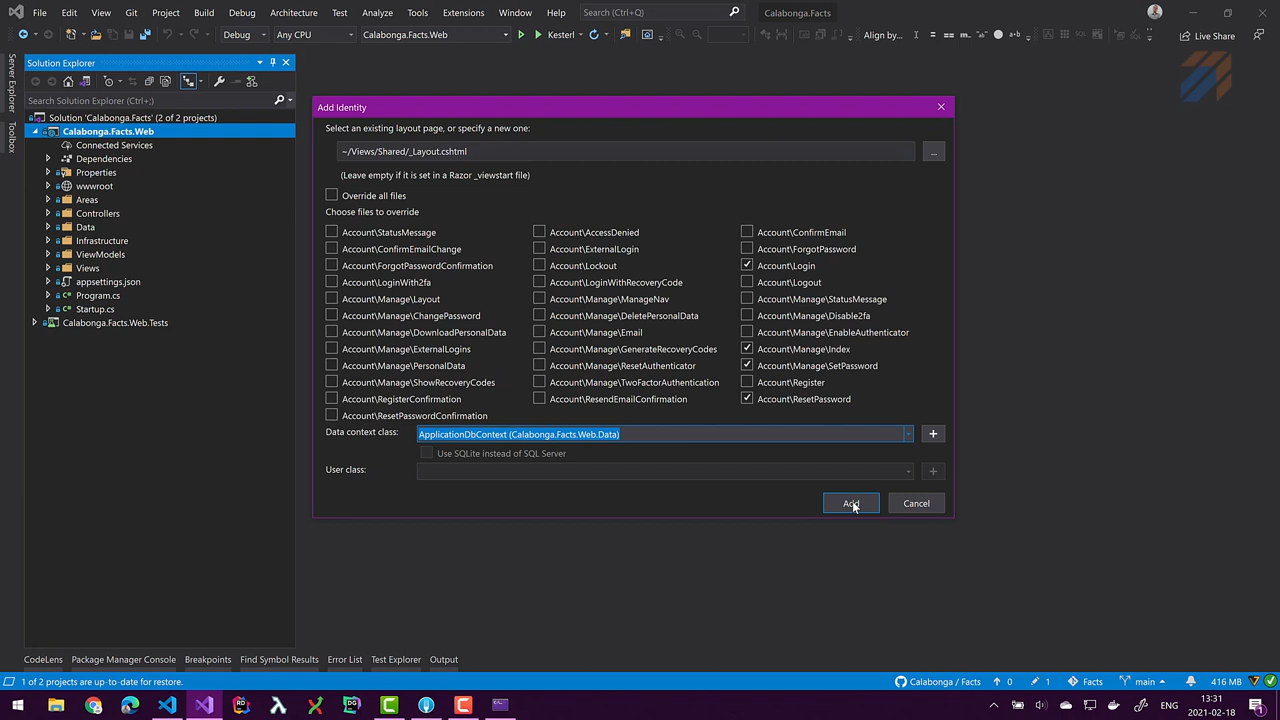 File Edit View Git Project Build Debug Architecture Test Analyze Tools Extensions Window Help Search (Ctrl+;) Calabonga.Facts
Debug Any CPU Calabonga.Facts.Web Kestrel Align by: Live Share
Server Explorer
Toolbox
Solution Explorer
Search Solution Explorer (Ctrl+;)
Solution 'Calabonga.Facts' (2 of 2 projects)
Calabonga.Facts.Web
Connected Services
Dependencies
Properties
wwwroot
Areas
Controllers
Data
Infrastructure
ViewModels
Views
appsettings.json
Program.cs
Startup.cs
Calabonga.Facts.Web.Tests
Add Identity
Select an existing layout page, or specify a new one:
~/Views/Shared/_Layout.cshtml
...
(Leave empty if it is set in a Razor _viewstart file)
Override all files
Choose files to override
Account\StatusMessage Account\AccessDenied Account\ConfirmEmail
Account\ConfirmEmailChange Account\ExternalLogin Account\ForgotPassword
Account\ForgotPasswordConfirmation Account\Lockout Account\Login
Account\LoginWith2fa Account\LoginWithRecoveryCode Account\Logout
Account\Manage\Layout Account\Manage\ManageNav Account\Manage\StatusMessage
Account\Manage\ChangePassword Account\Manage\DeletePersonalData Account\Manage\Disable2fa
Account\Manage\DownloadPersonalData Account\Manage\Email Account\Manage\EnableAuthenticator
Account\Manage\ExternalLogins Account\Manage\GenerateRecoveryCodes Account\Manage\Index
Account\Manage\PersonalData Account\Manage\ResetAuthenticator Account\Manage\SetPassword
Account\Manage\ShowRecoveryCodes Account\Manage\TwoFactorAuthentication Account\Register
Account\RegisterConfirmation Account\ResendEmailConfirmation Account\ResetPassword
Account\ResetPasswordConfirmation
Data context class: ApplicationDbContext (Calabonga.Facts.Web.Data) +
Use SQLite instead of SQL Server
User class: +
Add Cancel
CodeLens Package Manager Console Breakpoints Find Symbol Results Error List Test Explorer Output
1 of 2 projects are up-to-date for restore. Calabonga / Facts 0 1 Facts main 416 MB
ENG 13:31
2021-02-18